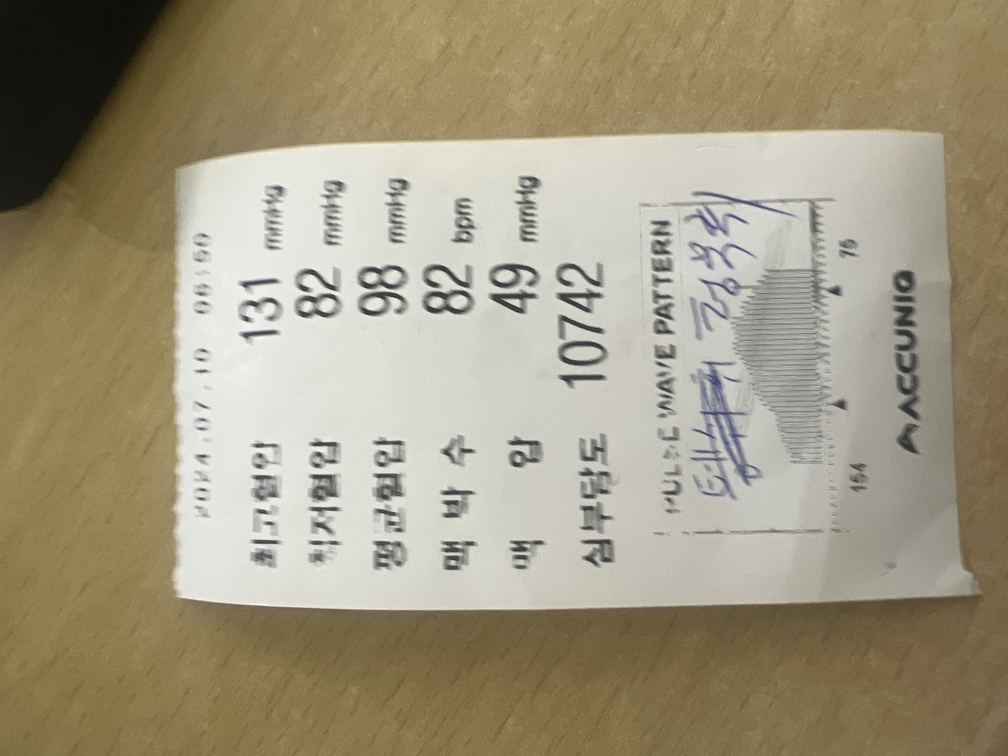 2024.07.10 06:50
최고혈압 131 mmHg
최저혈압 82 mmHg
평균혈압 98 mmHg
맥 박 수 82 bpm
맥 압 49 mmHg
심부담도 10742
PULSE WAVE PATTERN
154 76
ACCUNIQ